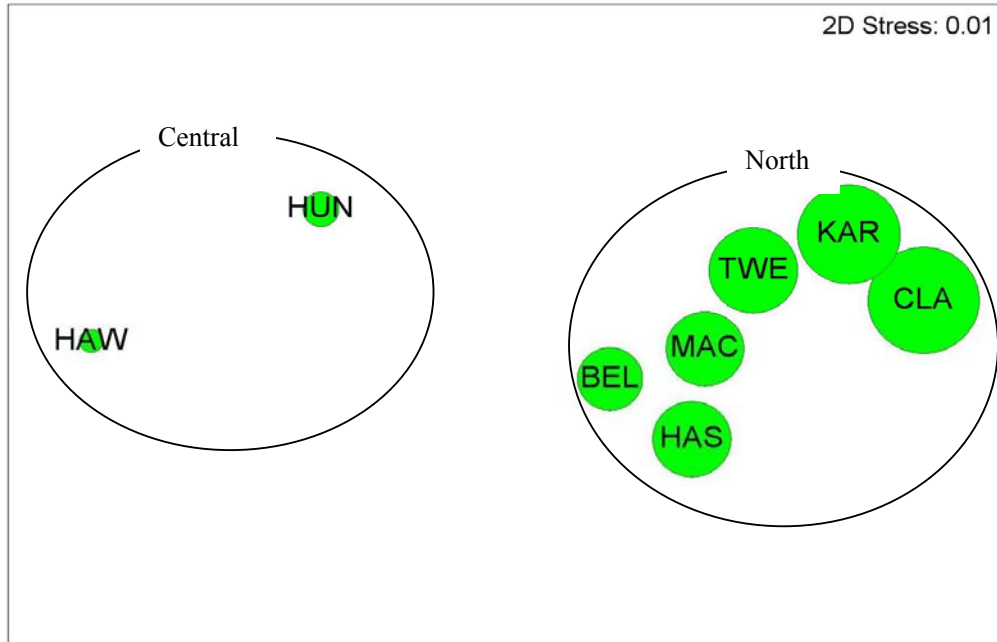 2D Stress: 0.01
Central
North
HUN
KAR
TWE
CLA
HAW
MAC
BEL
HAS